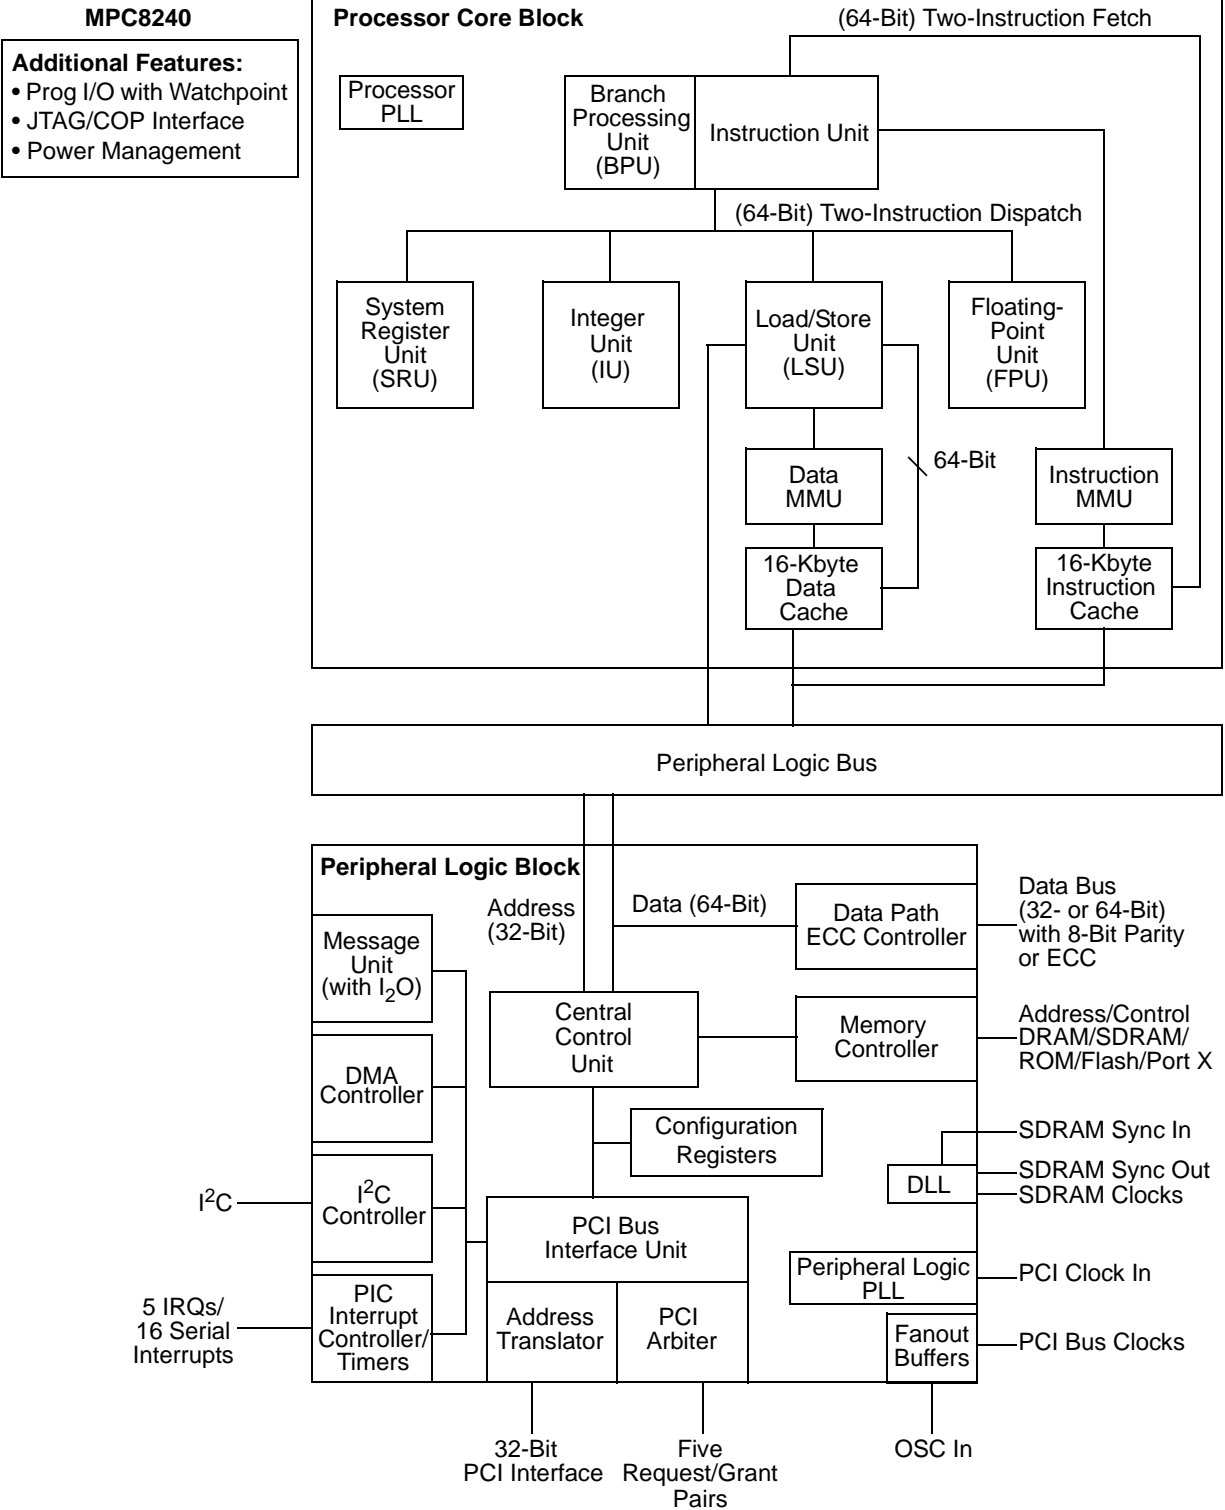 MPC8240
Additional Features:
• Prog I/O with Watchpoint
• JTAG/COP Interface
• Power Management
Processor Core Block
(64-Bit) Two-Instruction Fetch
Processor
PLL
Branch
Processing
Unit
(BPU)
Instruction Unit
(64-Bit) Two-Instruction Dispatch
System
Register
Unit
(SRU)
Integer
Unit
(IU)
Load/Store
Unit
(LSU)
Floating-
Point
Unit
(FPU)
64-Bit
Data
MMU
Instruction
MMU
16-Kbyte
Data
Cache
16-Kbyte
Instruction
Cache
Peripheral Logic Bus
Peripheral Logic Block
Address
(32-Bit)
Data (64-Bit)
Data Path
ECC Controller
Data Bus
(32- or 64-Bit)
with 8-Bit Parity
or ECC
Message
Unit
(with I₂O)
Central
Control
Unit
Memory
Controller
Address/Control
DRAM/SDRAM/
ROM/Flash/Port X
DMA
Controller
Configuration
Registers
SDRAM Sync In
DLL
SDRAM Sync Out
SDRAM Clocks
I²C
I²C
Controller
PCI Bus
Interface Unit
Peripheral Logic
PLL
PCI Clock In
5 IRQs/
16 Serial
Interrupts
PIC
Interrupt
Controller/
Timers
Address
Translator
PCI
Arbiter
Fanout
Buffers
PCI Bus Clocks
32-Bit
PCI Interface
Five
Request/Grant
Pairs
OSC In